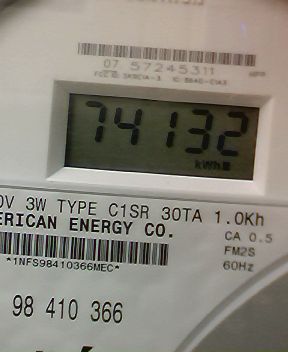 07 57245311
74132
kWh
0V 3W TYPE C1SR 30TA 1.0Kh
ERICAN ENERGY CO.
CA 0.5
FM2S
60Hz
*1NFS98410366MEC*
98 410 366